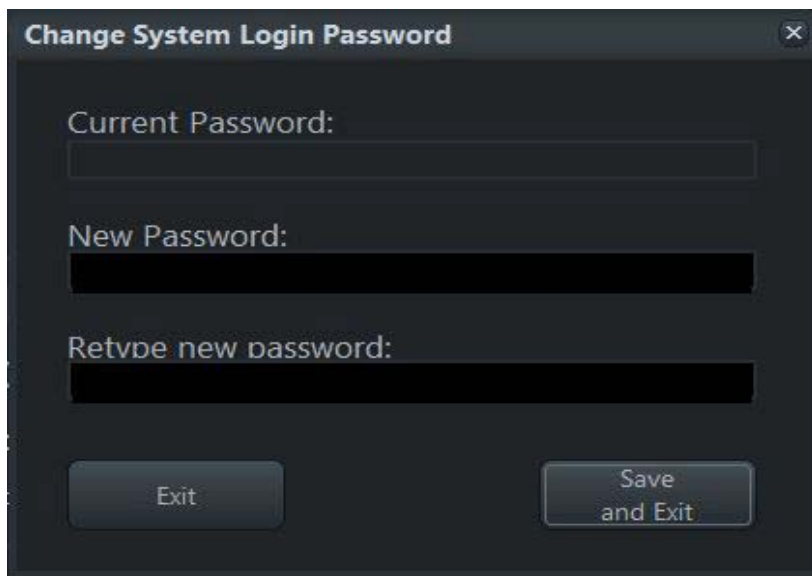 Change System Login Password
Current Password:
New Password:
Retype new password:
Exit
Save
and Exit